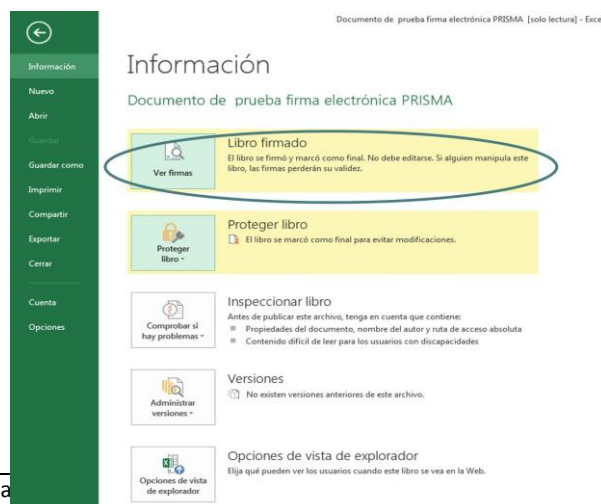 Documento de prueba firma electrónica PRISMA [solo lectura] - Exce
Información
Nuevo
Abrir
Guardar
Guardar como
Imprimir
Compartir
Exportar
Cerrar
Cuenta
Opciones
Información
Documento de prueba firma electrónica PRISMA
Ver firmas
Libro firmado
El libro se firmó y marcó como final. No debe editarse. Si alguien manipula este
libro, las firmas perderán su validez.
Proteger
libro
Proteger libro
El libro se marcó como final para evitar modificaciones.
Comprobar si
hay problemas
Inspeccionar libro
Antes de publicar este archivo, tenga en cuenta que contiene:
Propiedades del documento, nombre del autor y ruta de acceso absoluta
Contenido difícil de leer para los usuarios con discapacidades
Administrar
versiones
Versiones
No existen versiones anteriores de este archivo.
Opciones de vista
de explorador
Opciones de vista de explorador
Elija qué pueden ver los usuarios cuando este libro se vea en la Web.
a